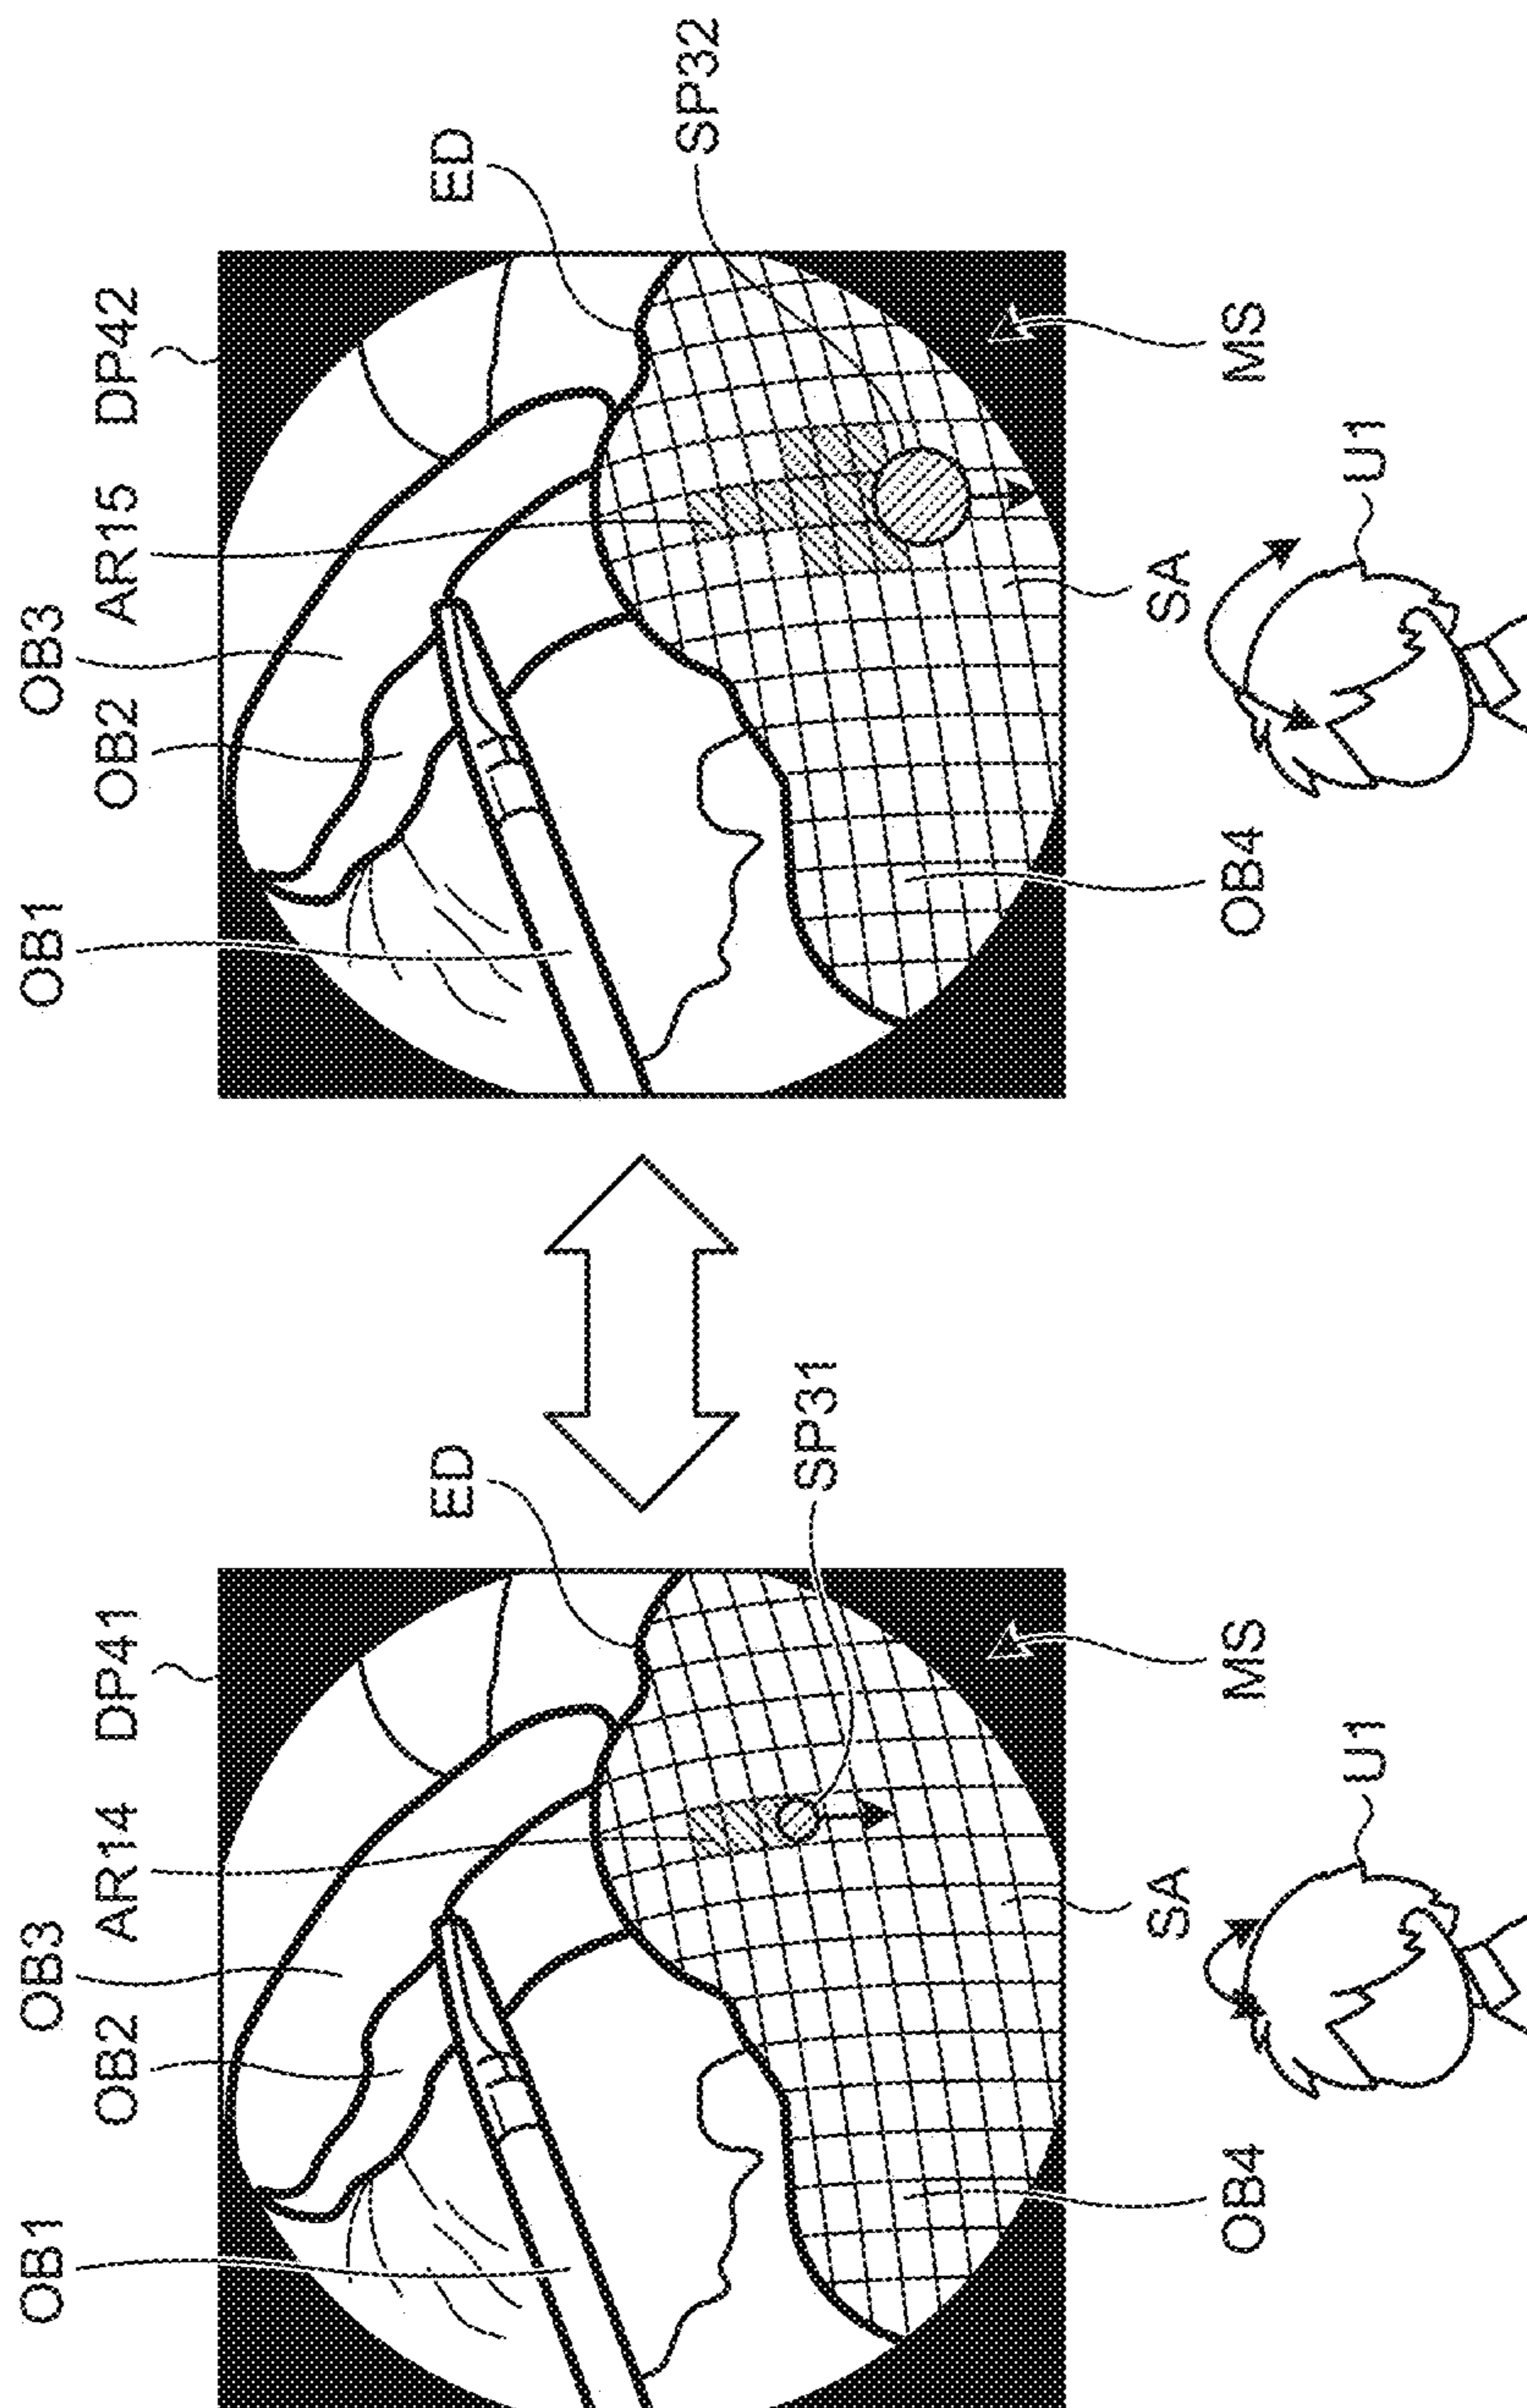 OB1 OB3 OB1 OB3
OB2 AR14 DP41 OB2 AR15 DP42
ED ED
SP32
SP31
SA SA
OB4 MS OB4 MS
U1 U1